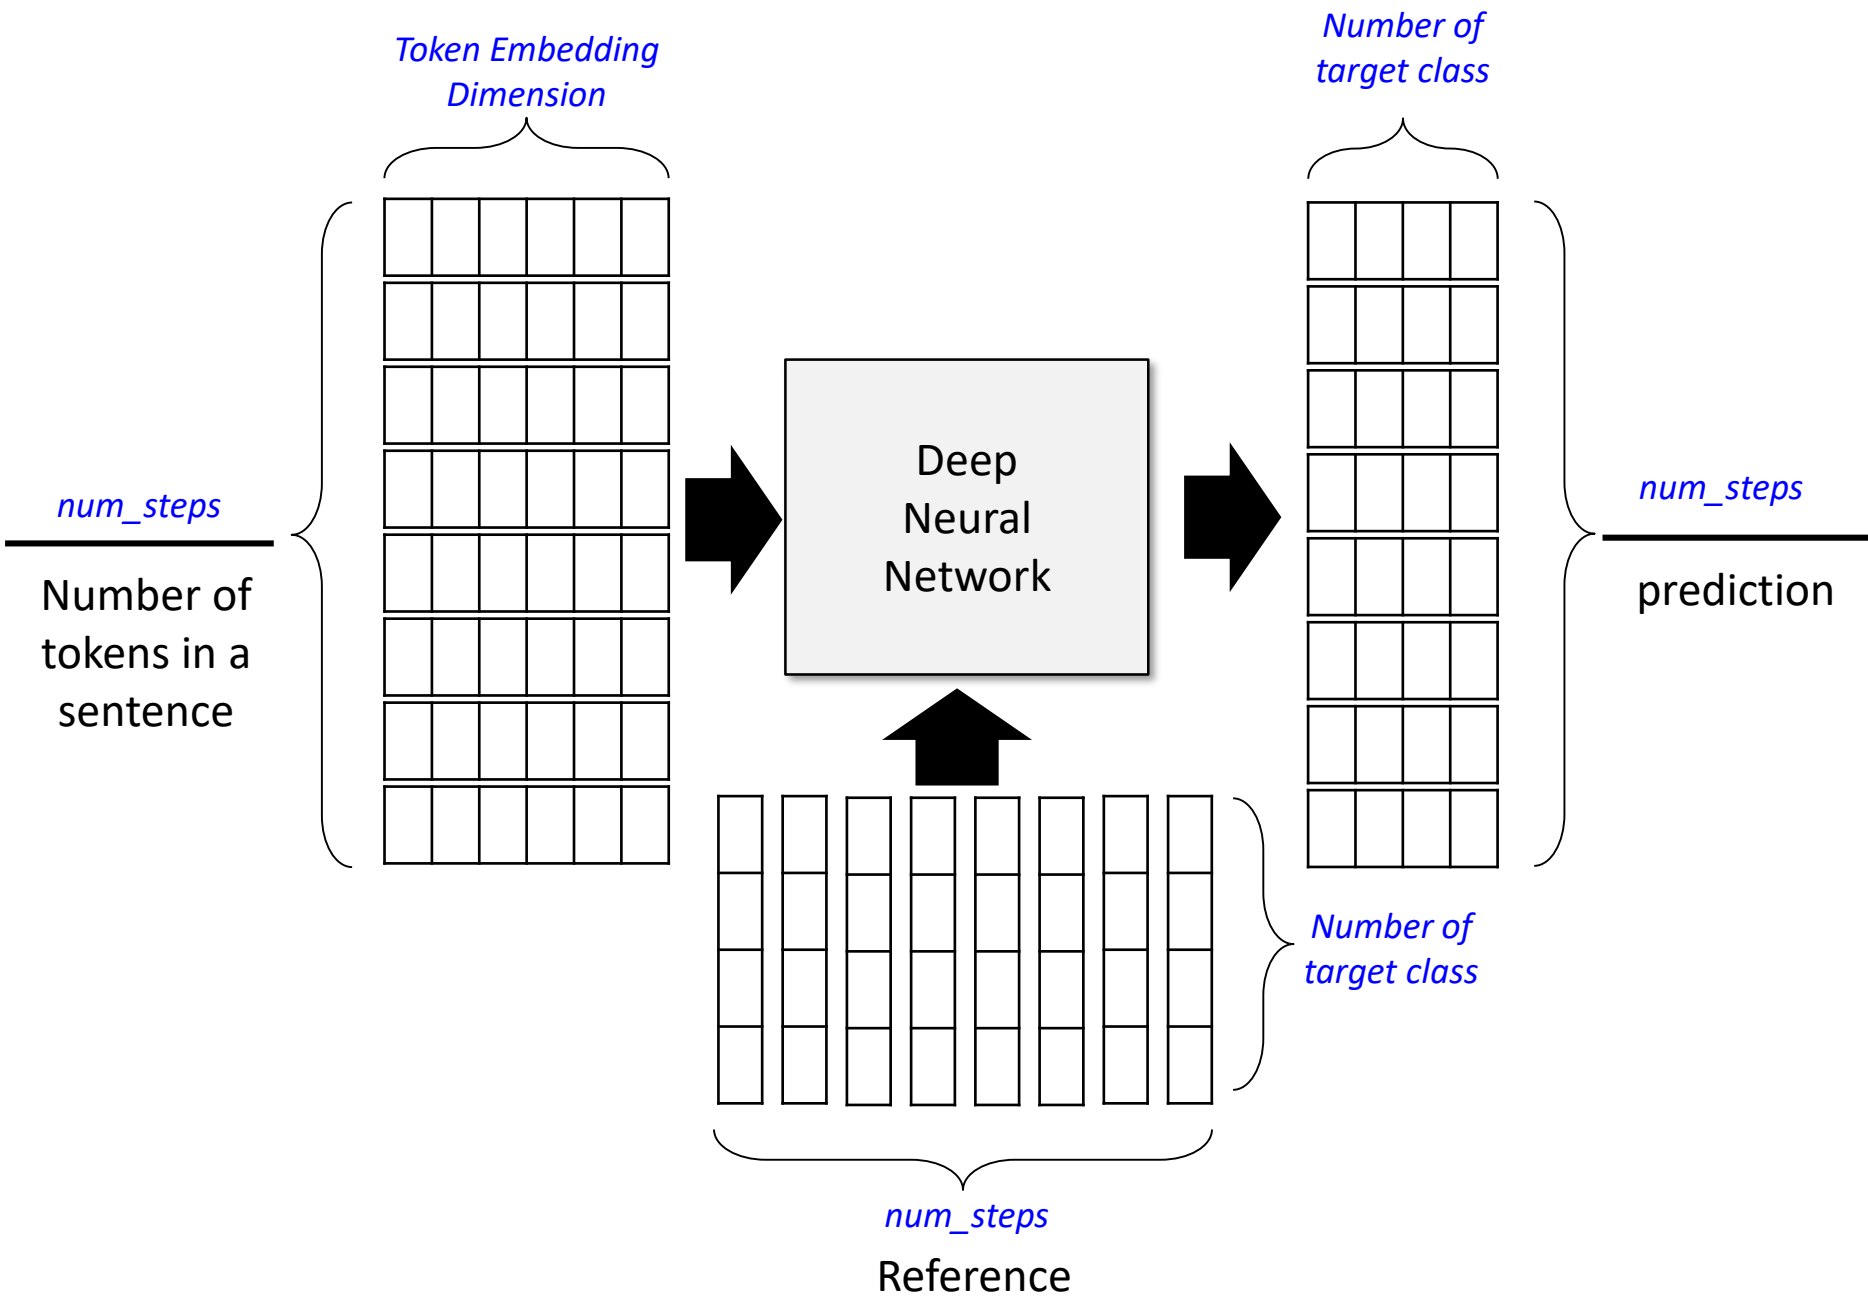 Token Embedding
Dimension
Number of
target class
num_steps
Number of
tokens in a
sentence
Deep
Neural
Network
num_steps
prediction
Number of
target class
num_steps
Reference